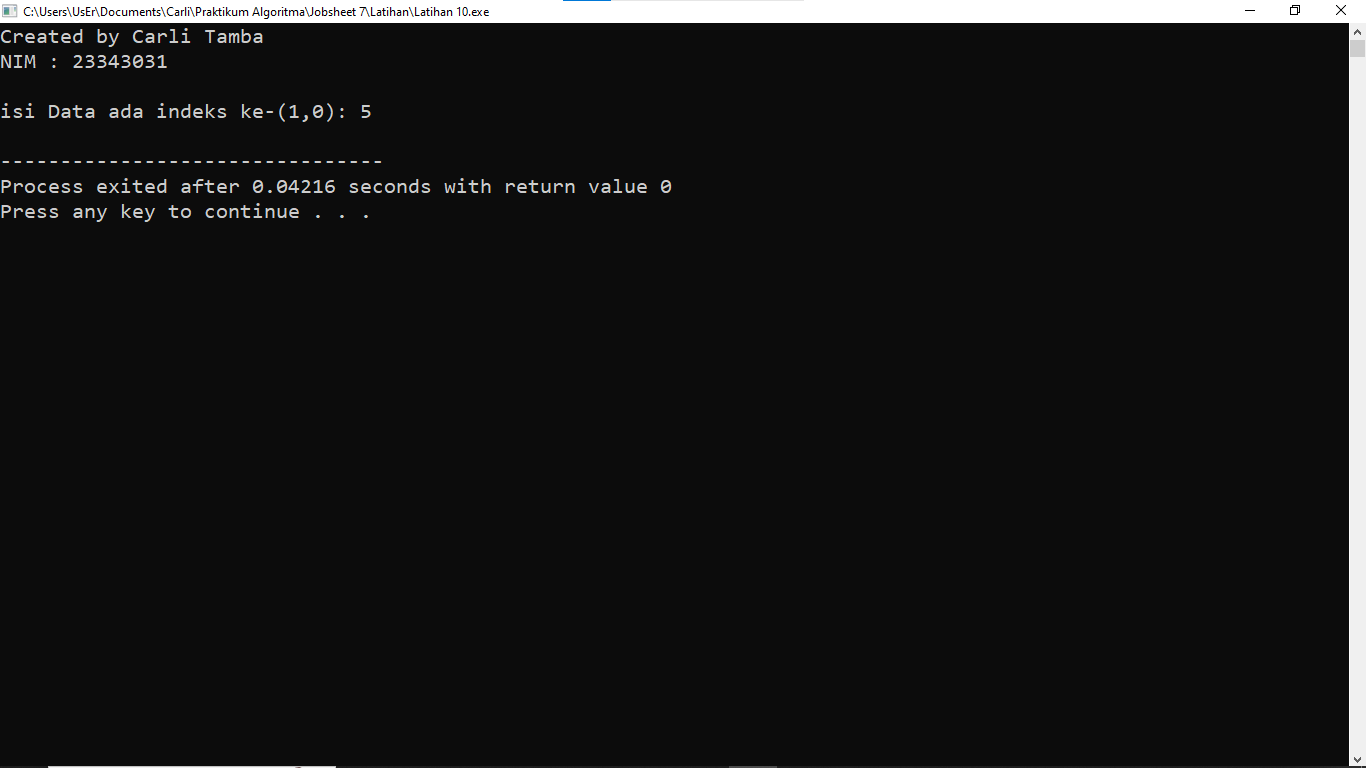 C:\Users\UsEr\Documents\Carli\Praktikum Algoritma\Jobsheet 7\Latihan\Latihan 10.exe
Created by Carli Tamba
NIM : 23343031
isi Data ada indeks ke-(1,0): 5
--------------------------------
Process exited after 0.04216 seconds with return value 0
Press any key to continue . . .